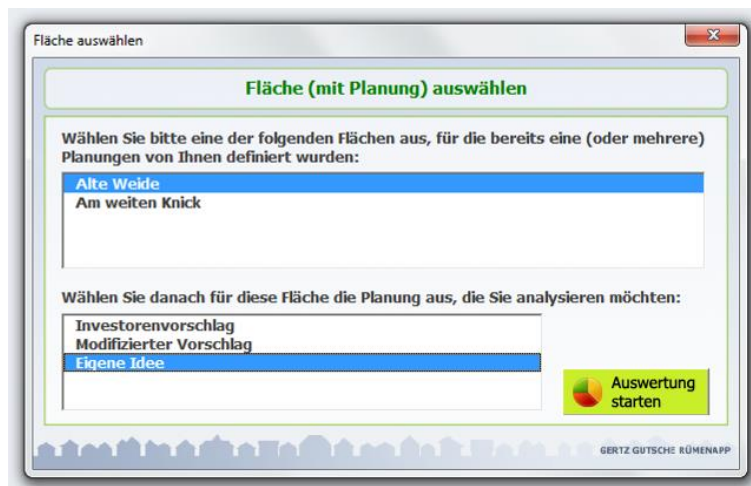 Fläche auswählen
x
Fläche (mit Planung) auswählen
Wählen Sie bitte eine der folgenden Flächen aus, für die bereits eine (oder mehrere)
Planungen von Ihnen definiert wurden:
Alte Weide
Am weiten Knick
Wählen Sie danach für diese Fläche die Planung aus, die Sie analysieren möchten:
Investorenvorschlag
Modifizierter Vorschlag
Eigene Idee
Auswertung
starten
GERTZ GUTSCHE RÜMENAPP